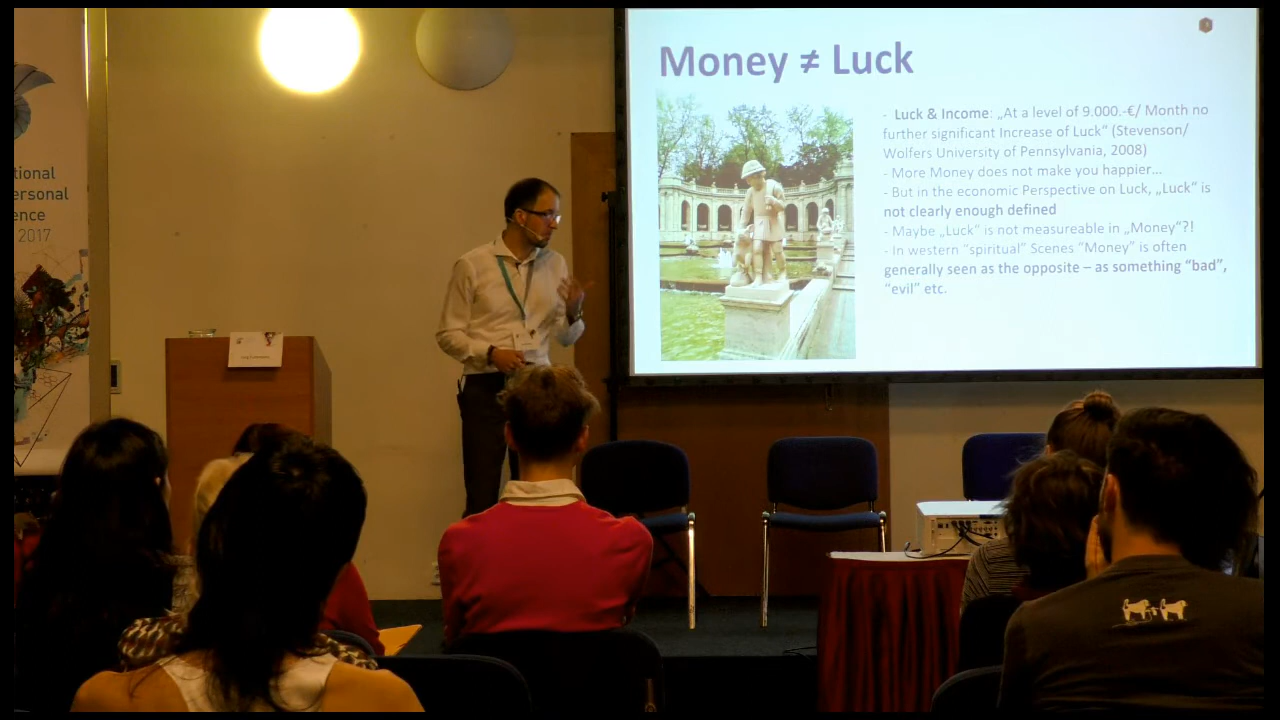 tional
ersonal
ence
2017
Money ≠ Luck
- Luck & Income: „At a level of 9.000.-€/ Month no
further significant Increase of Luck" (Stevenson/
Wolfers University of Pennsylvania, 2008)
- More Money does not make you happier...
- But in the economic Perspective on Luck, „Luck" is
not clearly enough defined
- Maybe „Luck" is not measureable in „Money"?!
- In western "spiritual" Scenes "Money" is often
generally seen as the opposite – as something "bad",
"evil" etc.